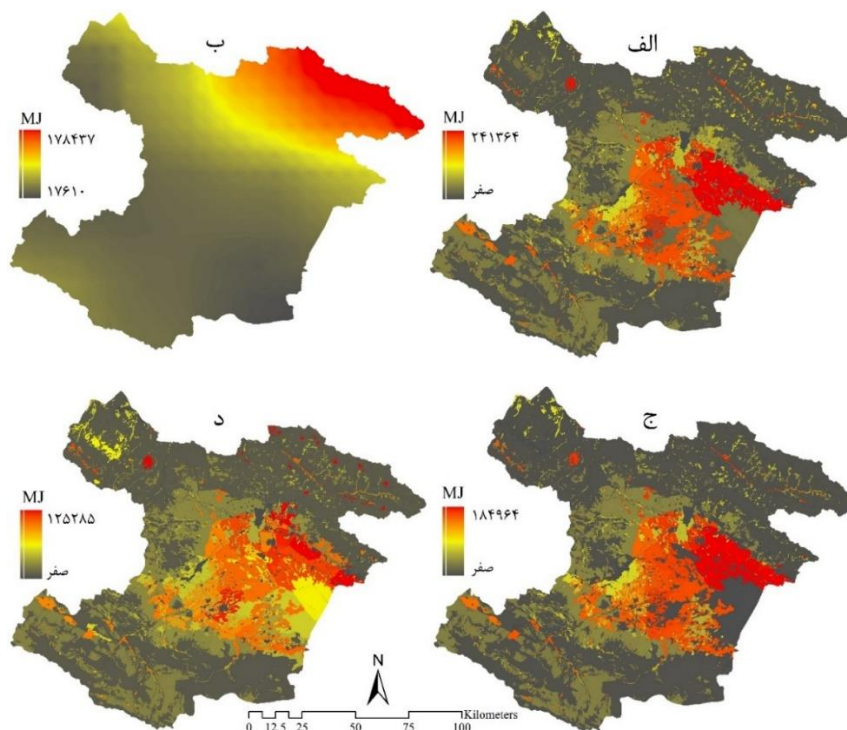 الف
MJ
۲۴۱۳۶۴
صفر
ب
MJ
۱۷۸۴۳۷
۱۷۶۱۰
ج
MJ
۱۸۴۹۶۴
صفر
د
MJ
۱۲۵۲۸۵
صفر
N
Kilometers
0 12.5 25 50 75 100